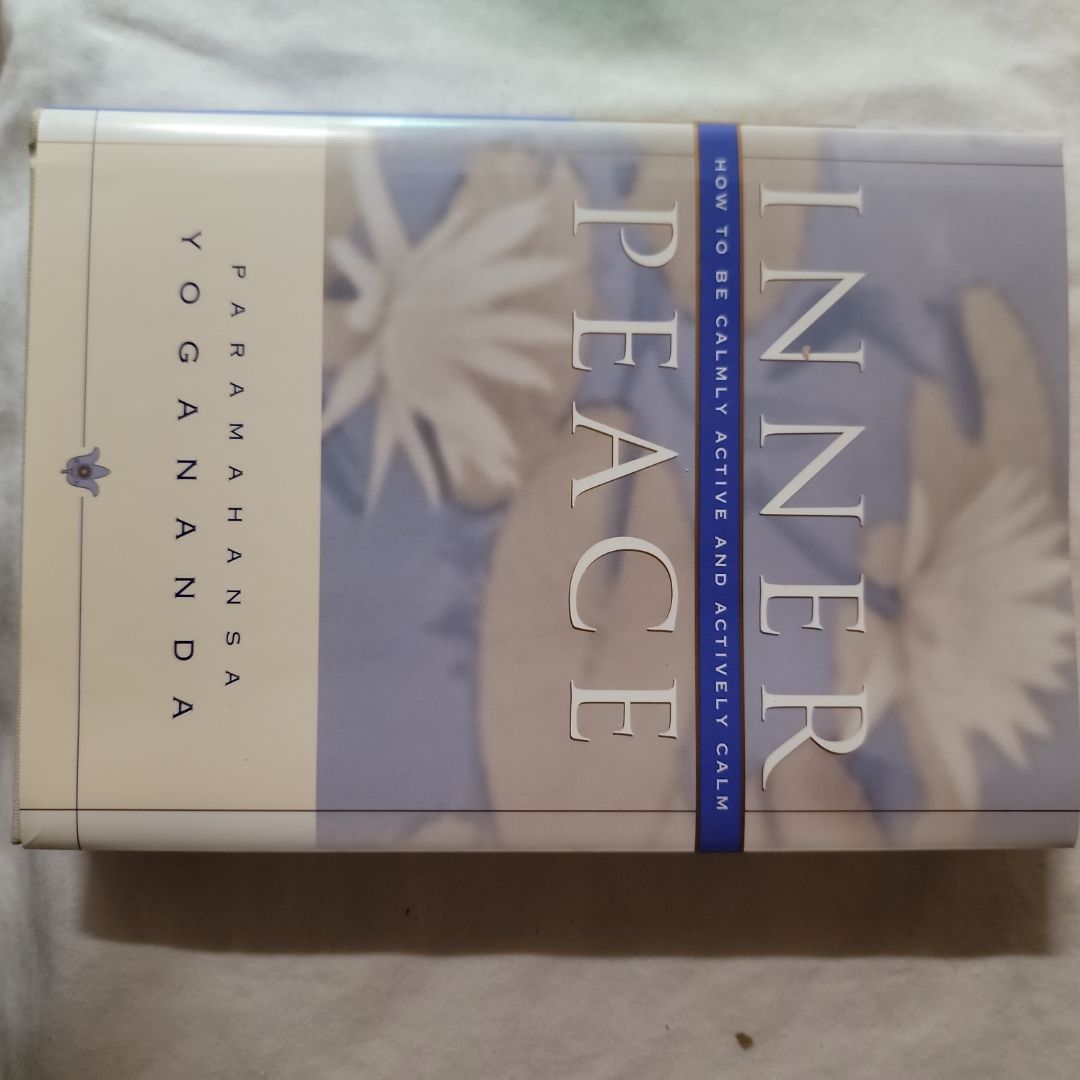 INNER
HOW TO BE CALMLY ACTIVE AND ACTIVELY CALM
PEACE
PARAMAHANSA
YOGANANDA